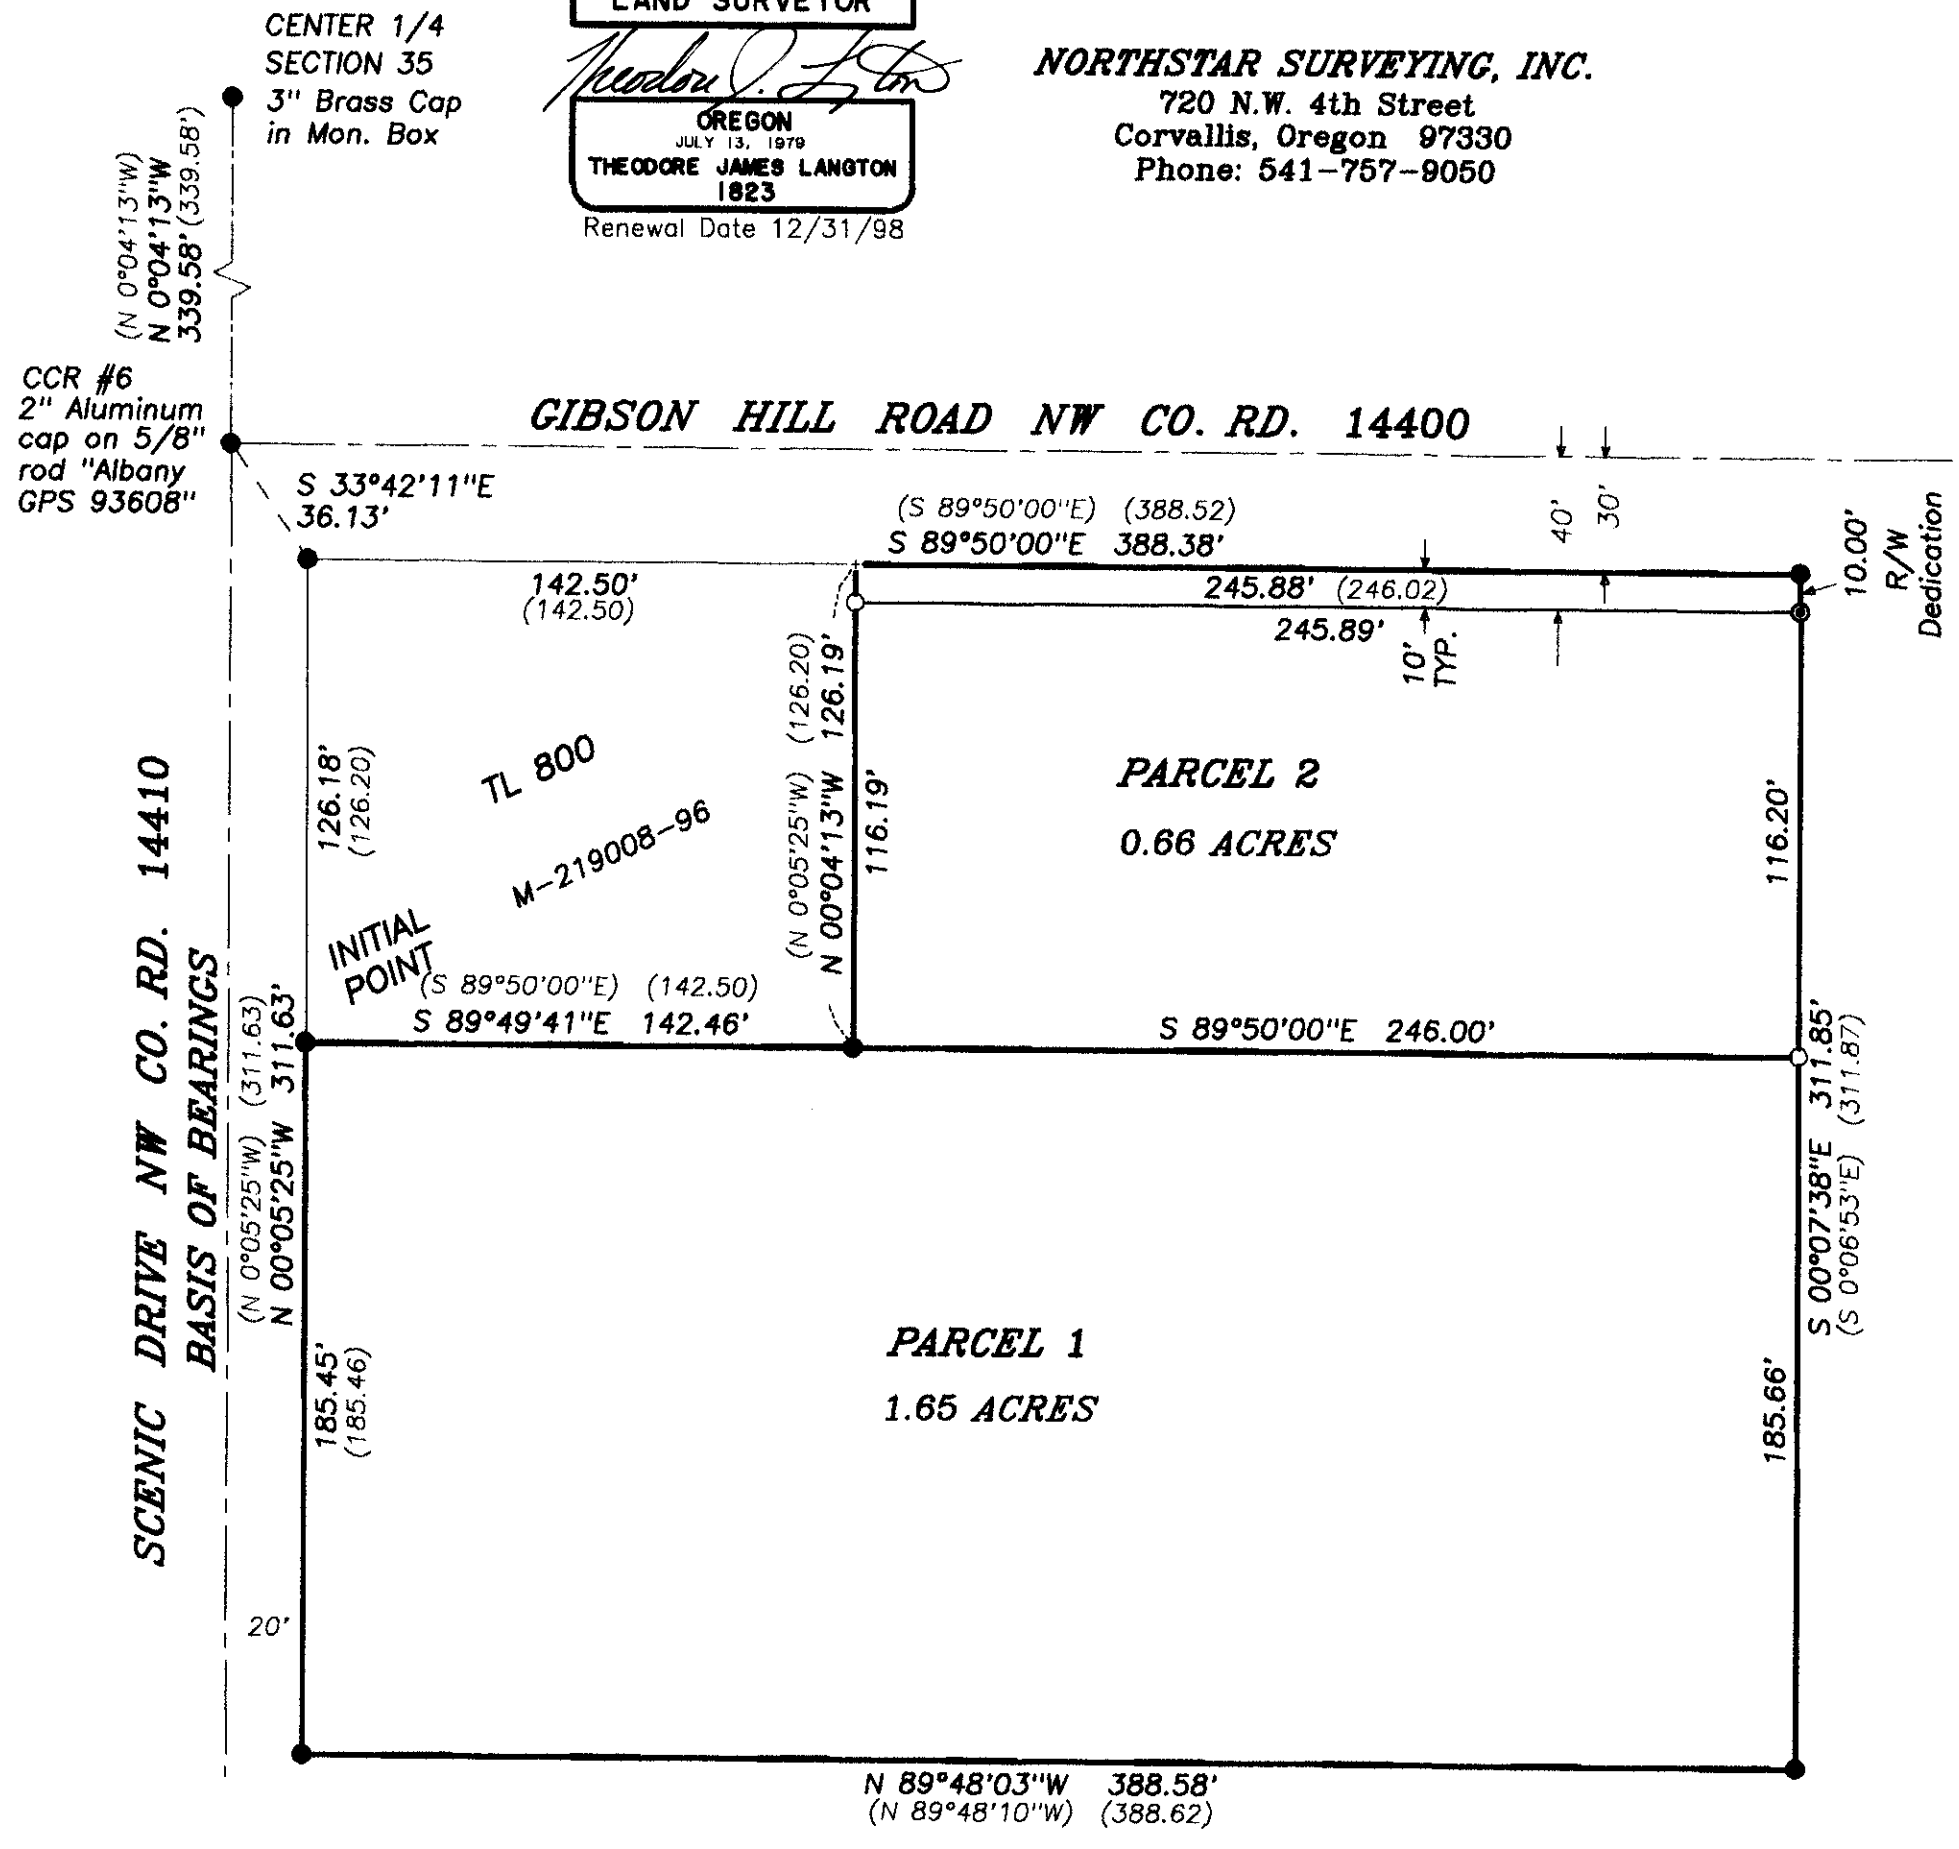 LAND SURVEYOR
CENTER 1/4
SECTION 35
3" Brass Cap
in Mon. Box
OREGON
JULY 13, 1979
THEODORE JAMES LANGTON
1823
Renewal Date 12/31/98
NORTHSTAR SURVEYING, INC.
720 N.W. 4th Street
Corvallis, Oregon 97330
Phone: 541-757-9050
(N 0°04'13"W)
N 0°04'13"W
339.58' (339.58')
CCR #6
2" Aluminum
cap on 5/8"
rod "Albany
GPS 93608"
GIBSON HILL ROAD NW CO. RD. 14400
S 33°42'11"E
36.13'
(S 89°50'00"E) (388.52)
S 89°50'00"E 388.38'
40'
30'
10.00'
R/W
Dedication
142.50'
(142.50)
245.88' (246.02)
245.89'
10'
TYP.
126.18'
(126.20)
TL 800
M-219008-96
(N 0°05'25"W) (126.20)
N 00°04'13"W 126.19'
116.19'
PARCEL 2
0.66 ACRES
116.20'
INITIAL
POINT
(S 89°50'00"E) (142.50)
S 89°49'41"E 142.46'
S 89°50'00"E 246.00'
SCENIC DRIVE NW CO. RD. 14410
BASIS OF BEARINGS
(N 0°05'25"W) (311.63)
N 00°05'25"W 311.63'
S 00°07'38"E 311.85'
(S 0°06'53"E) (311.87)
185.45'
(185.46)
PARCEL 1
1.65 ACRES
185.66'
20'
N 89°48'03"W 388.58'
(N 89°48'10"W) (388.62)